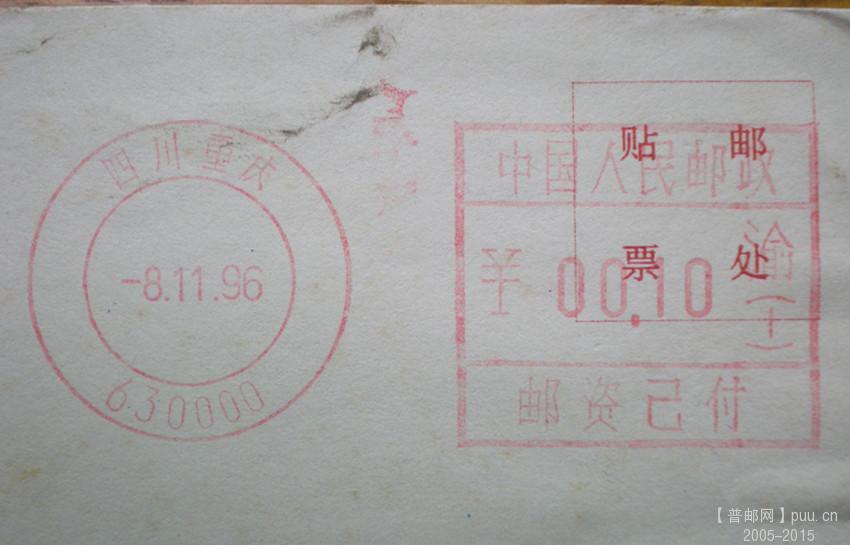 四川重庆
-8.11.96
630000
贴 邮
票 处
中国人民邮政
¥ 00.10
渝(十)
邮资已付
【普邮网】puu.cn
2005-2015